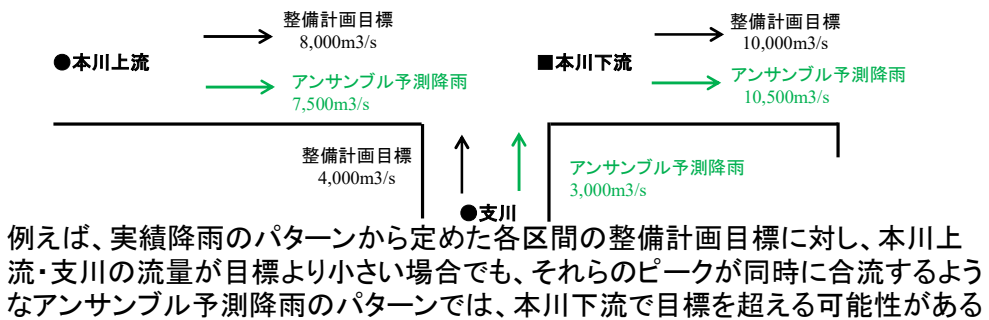 整備計画目標
8,000m3/s
●本川上流
アンサンブル予測降雨
7,500m3/s
整備計画目標
10,000m3/s
■本川下流
アンサンブル予測降雨
10,500m3/s
整備計画目標
4,000m3/s
アンサンブル予測降雨
3,000m3/s
●支川
例えば、実績降雨のパターンから定めた各区間の整備計画目標に対し、本川上
流・支川の流量が目標より小さい場合でも、それらのピークが同時に合流するよう
なアンサンブル予測降雨のパターンでは、本川下流で目標を超える可能性がある